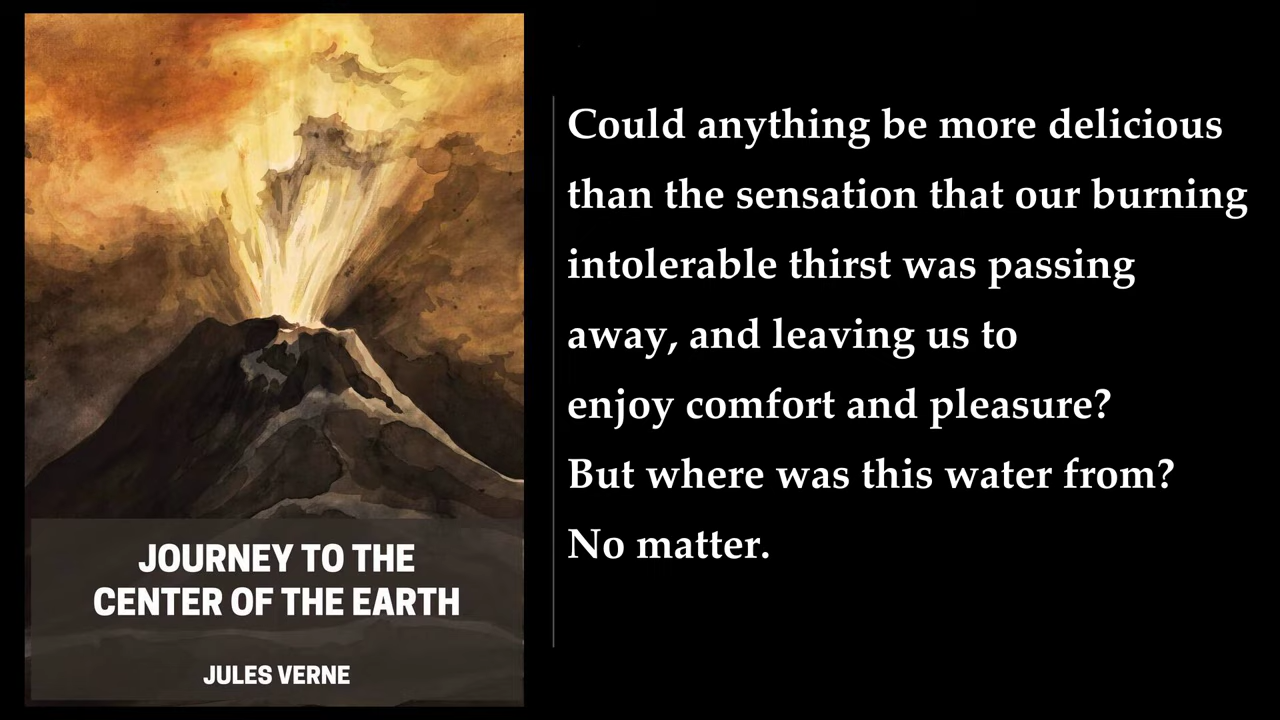 JOURNEY TO THE
CENTER OF THE EARTH
JULES VERNE
Could anything be more delicious
than the sensation that our burning
intolerable thirst was passing
away, and leaving us to
enjoy comfort and pleasure?
But where was this water from?
No matter.